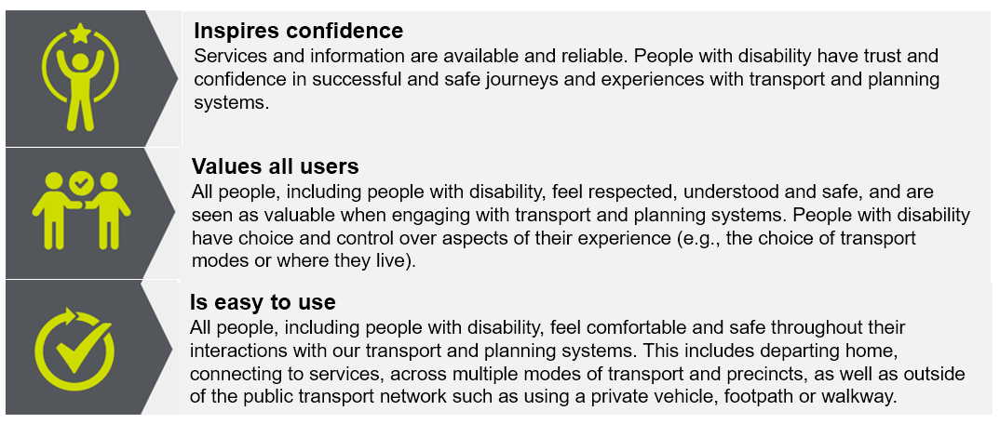 Inspires confidence
Services and information are available and reliable. People with disability have trust and
confidence in successful and safe journeys and experiences with transport and planning
systems.
Values all users
All people, including people with disability, feel respected, understood and safe, and are
seen as valuable when engaging with transport and planning systems. People with disability
have choice and control over aspects of their experience (e.g., the choice of transport
modes or where they live).
Is easy to use
All people, including people with disability, feel comfortable and safe throughout their
interactions with our transport and planning systems. This includes departing home,
connecting to services, across multiple modes of transport and precincts, as well as outside
of the public transport network such as using a private vehicle, footpath or walkway.